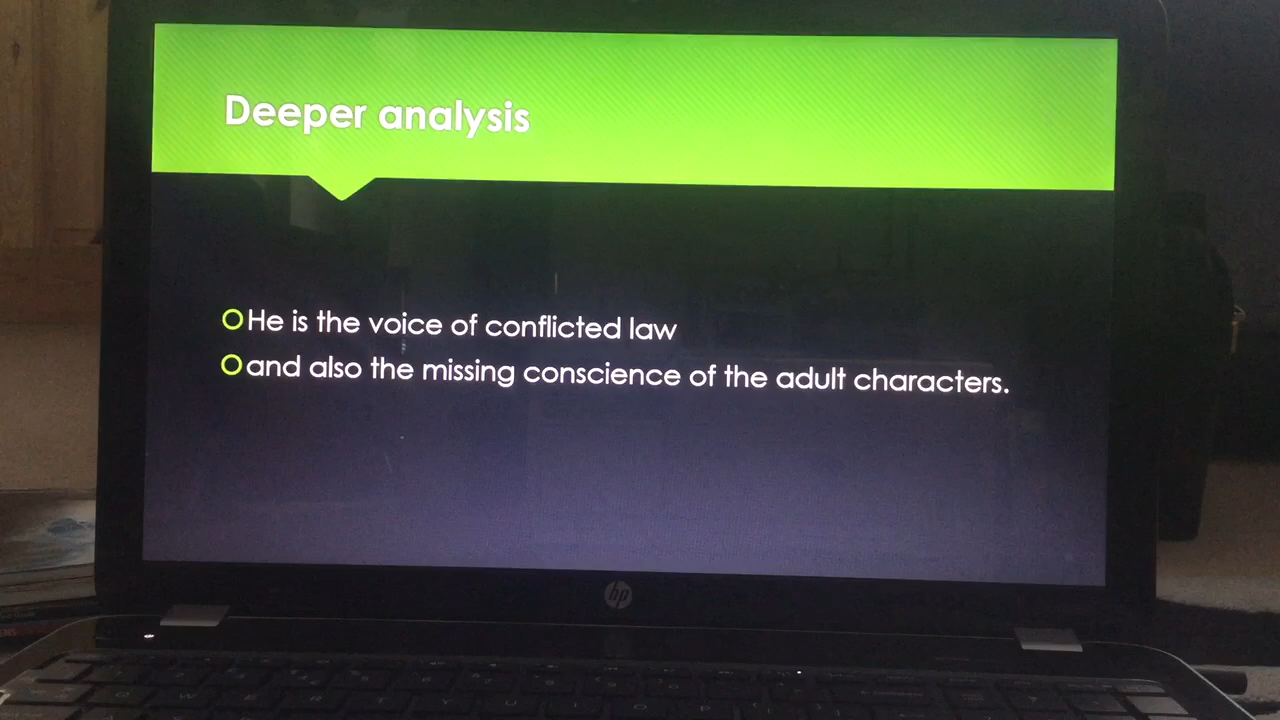 Deeper analysis
He is the voice of conflicted law
and also the missing conscience of the adult characters.
hp